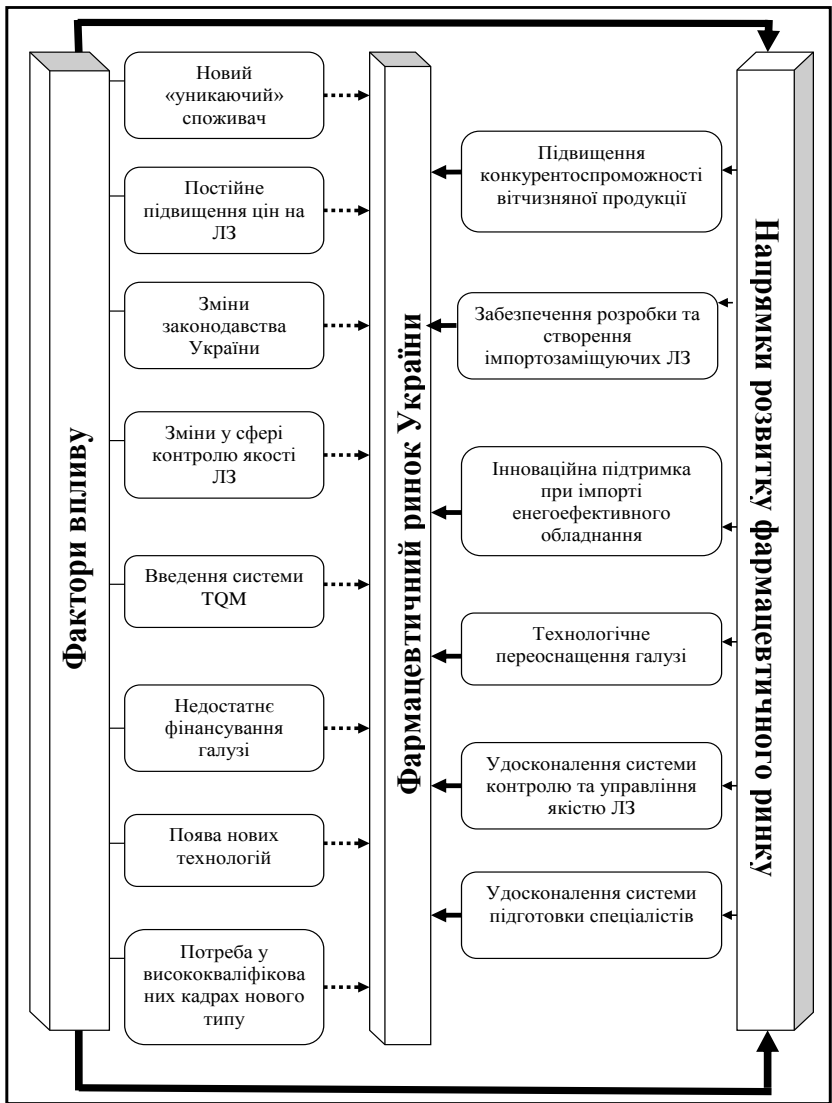 Фактори впливу
Новий
«уникаючий»
споживач
Постійне
підвищення цін на
ЛЗ
Зміни
законодавства
України
Зміни у сфері
контролю якості
ЛЗ
Введення системи
TQM
Недостатнє
фінансування
галузі
Поява нових
технологій
Потреба у
висококваліфікова
них кадрах нового
типу
Фармацевтичний ринок України
Підвищення
конкурентоспроможності
вітчизняної продукції
Забезпечення розробки та
створення
імпортозаміщуючих ЛЗ
Інноваційна підтримка
при імпорті
енегоефективного
обладнання
Технологічне
переоснащення галузі
Удосконалення системи
контролю та управління
якістю ЛЗ
Удосконалення системи
підготовки спеціалістів
Напрямки розвитку фармацевтичного ринку